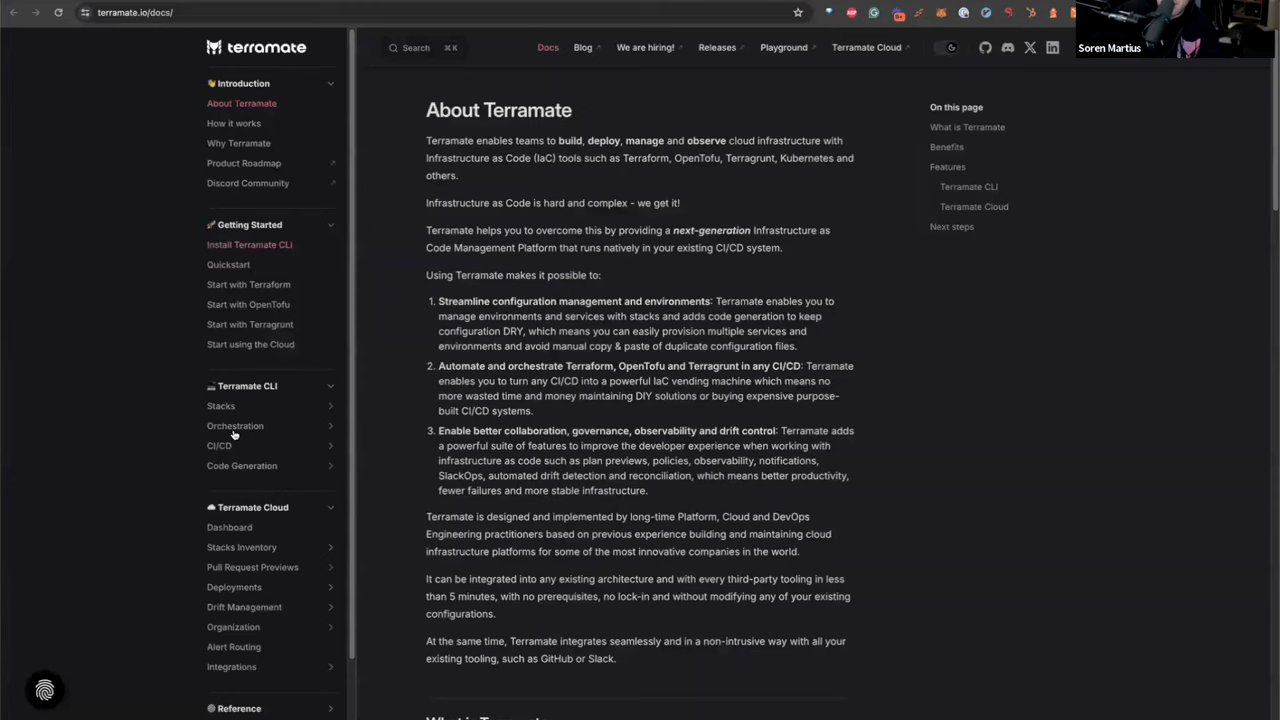 terramate.io/docs/
Soren Martius
terramate
Search
⌘K
Docs
Blog
We are hiring!
Releases
Playground
Terramate Cloud
Introduction
About Terramate
How it works
Why Terramate
Product Roadmap
Discord Community
Getting Started
Install Terramate CLI
Quickstart
Start with Terraform
Start with OpenTofu
Start with Terragrunt
Start using the Cloud
Terramate CLI
Stacks
Orchestration
CI/CD
Code Generation
Terramate Cloud
Dashboard
Stacks Inventory
Pull Request Previews
Deployments
Drift Management
Organization
Alert Routing
Integrations
Reference
About Terramate
Terramate enables teams to build, deploy, manage and observe cloud infrastructure with
Infrastructure as Code (IaC) tools such as Terraform, OpenTofu, Terragrunt, Kubernetes and
others.
Infrastructure as Code is hard and complex - we get it!
Terramate helps you to overcome this by providing a next-generation Infrastructure as
Code Management Platform that runs natively in your existing CI/CD system.
Using Terramate makes it possible to:
1. Streamline configuration management and environments: Terramate enables you to
manage environments and services with stacks and adds code generation to keep
configuration DRY, which means you can easily provision multiple services and
environments and avoid manual copy & paste of duplicate configuration files.
2. Automate and orchestrate Terraform, OpenTofu and Terragrunt in any CI/CD: Terramate
enables you to turn any CI/CD into a powerful IaC vending machine which means no
more wasted time and money maintaining DIY solutions or buying expensive purpose-
built CI/CD systems.
3. Enable better collaboration, governance, observability and drift control: Terramate adds
a powerful suite of features to improve the developer experience when working with
infrastructure as code such as plan previews, policies, observability, notifications,
SlackOps, automated drift detection and reconciliation, which means better productivity,
fewer failures and more stable infrastructure.
Terramate is designed and implemented by long-time Platform, Cloud and DevOps
Engineering practitioners based on previous experience building and maintaining cloud
infrastructure platforms for some of the most innovative companies in the world.
It can be integrated into any existing architecture and with every third-party tooling in less
than 5 minutes, with no prerequisites, no lock-in and without modifying any of your existing
configurations.
At the same time, Terramate integrates seamlessly and in a non-intrusive way with all your
existing tooling, such as GitHub or Slack.
What is Terramate
On this page
What is Terramate
Benefits
Features
Terramate CLI
Terramate Cloud
Next steps